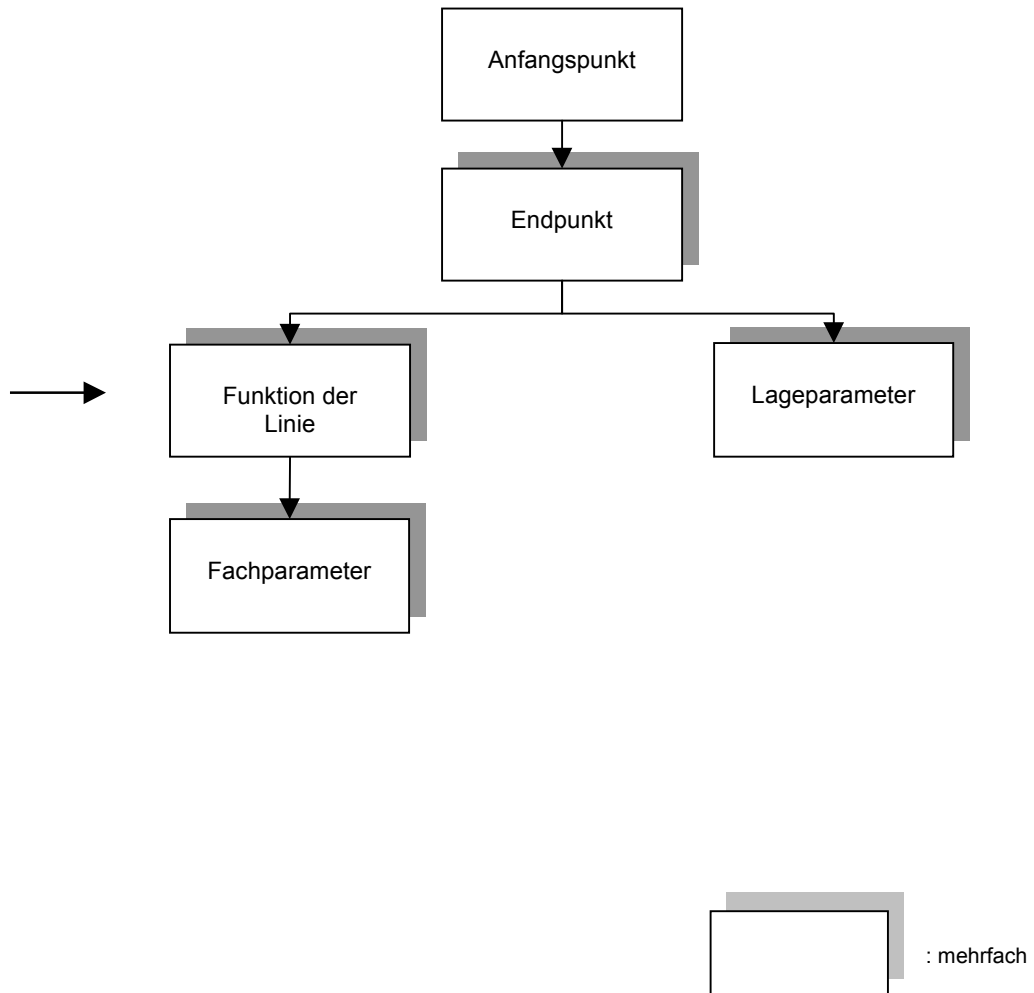 Anfangspunkt
Endpunkt
Funktion der
Linie
Lageparameter
Fachparameter
: mehrfach